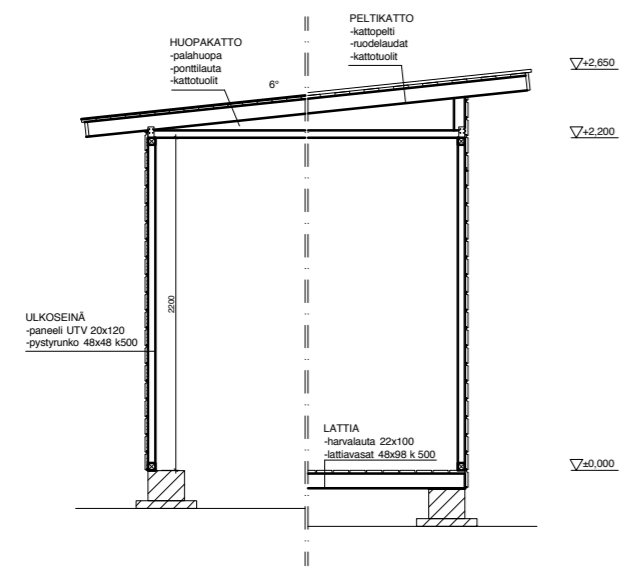 PELTIKATTO
-kattopelti
-ruodelaudat
-kattotuolit
HUOPAKATTO
-palahuopa
-ponttilauta
-kattotuolit
6°
+2,650
+2,200
2200
ULKOSEINÄ
-paneeli UTV 20x120
-pystyrunko 48x48 k500
LATTIA
-harvalauta 22x100
-lattiavasat 48x98 k 500
±0,000